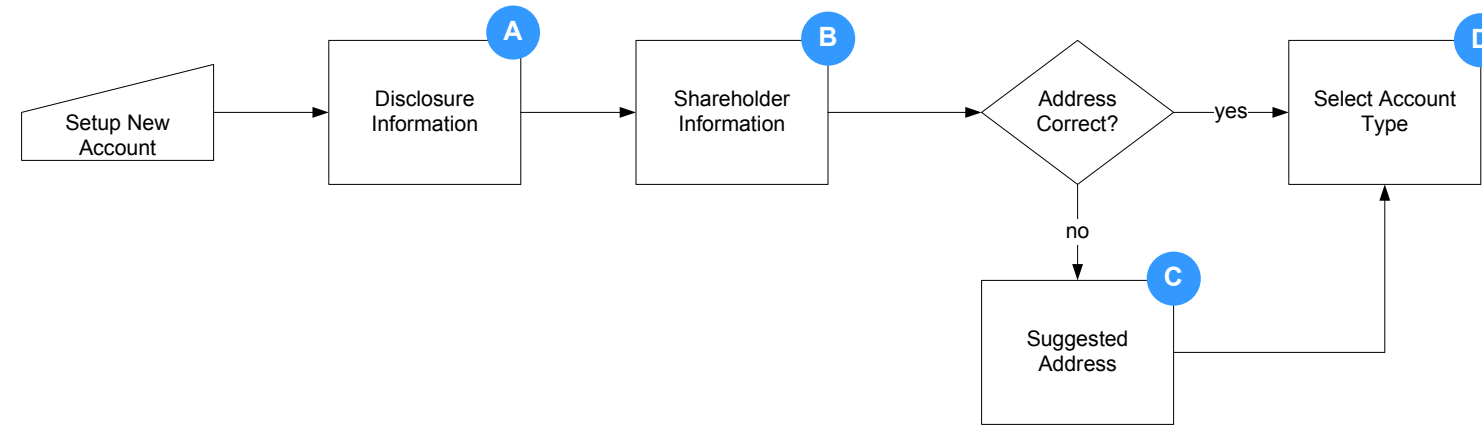 A
B
D
Setup New
Account
Disclosure
Information
Shareholder
Information
Address
Correct?
yes
Select Account
Type
no
C
Suggested
Address